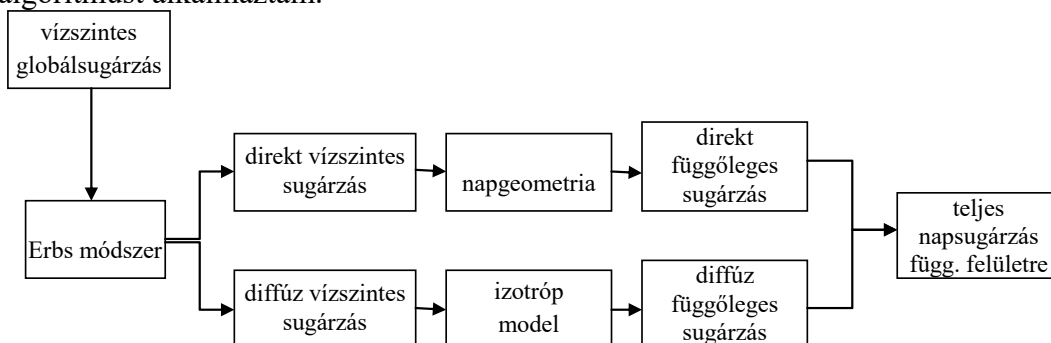 algoritmust alkalmaztam.
vízszintes
globálsugárzás
Erbs módszer
direkt vízszintes
sugárzás
napgeometria
direkt
függőleges
sugárzás
diffúz vízszintes
sugárzás
izotróp
model
diffúz
függőleges
sugárzás
teljes
napsugárzás
függ. felületre